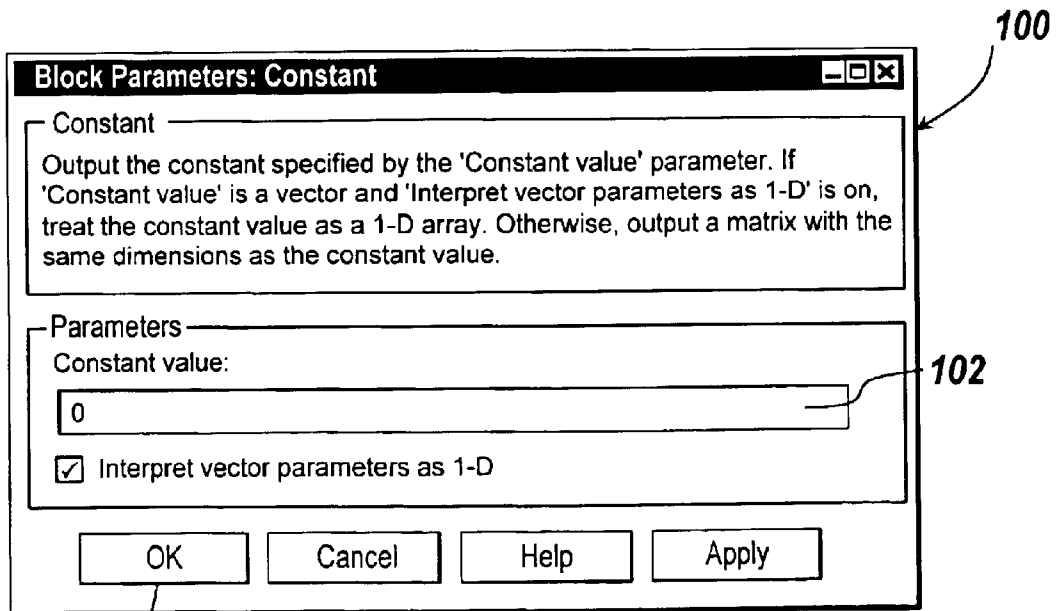 100
Block Parameters: Constant
Constant
Output the constant specified by the 'Constant value' parameter. If
'Constant value' is a vector and 'Interpret vector parameters as 1-D' is on,
treat the constant value as a 1-D array. Otherwise, output a matrix with the
same dimensions as the constant value.
Parameters
Constant value:
102
0
Interpret vector parameters as 1-D
OK Cancel Help Apply